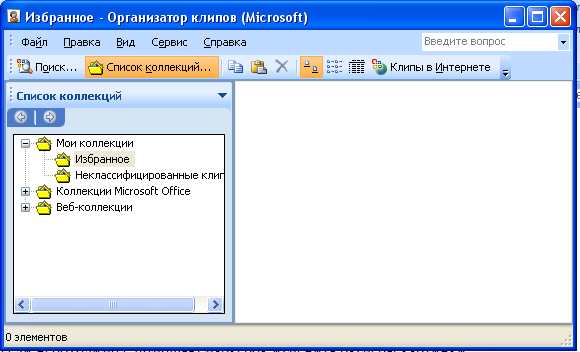 Избранное - Организатор клипов (Microsoft)
Файл Правка Вид Сервис Справка Введите вопрос
Поиск... Список коллекций... Клипы в Интернете
Список коллекций
Мои коллекции
Избранное
Неклассифицированные клип
Коллекции Microsoft Office
Веб-коллекции
0 элементов